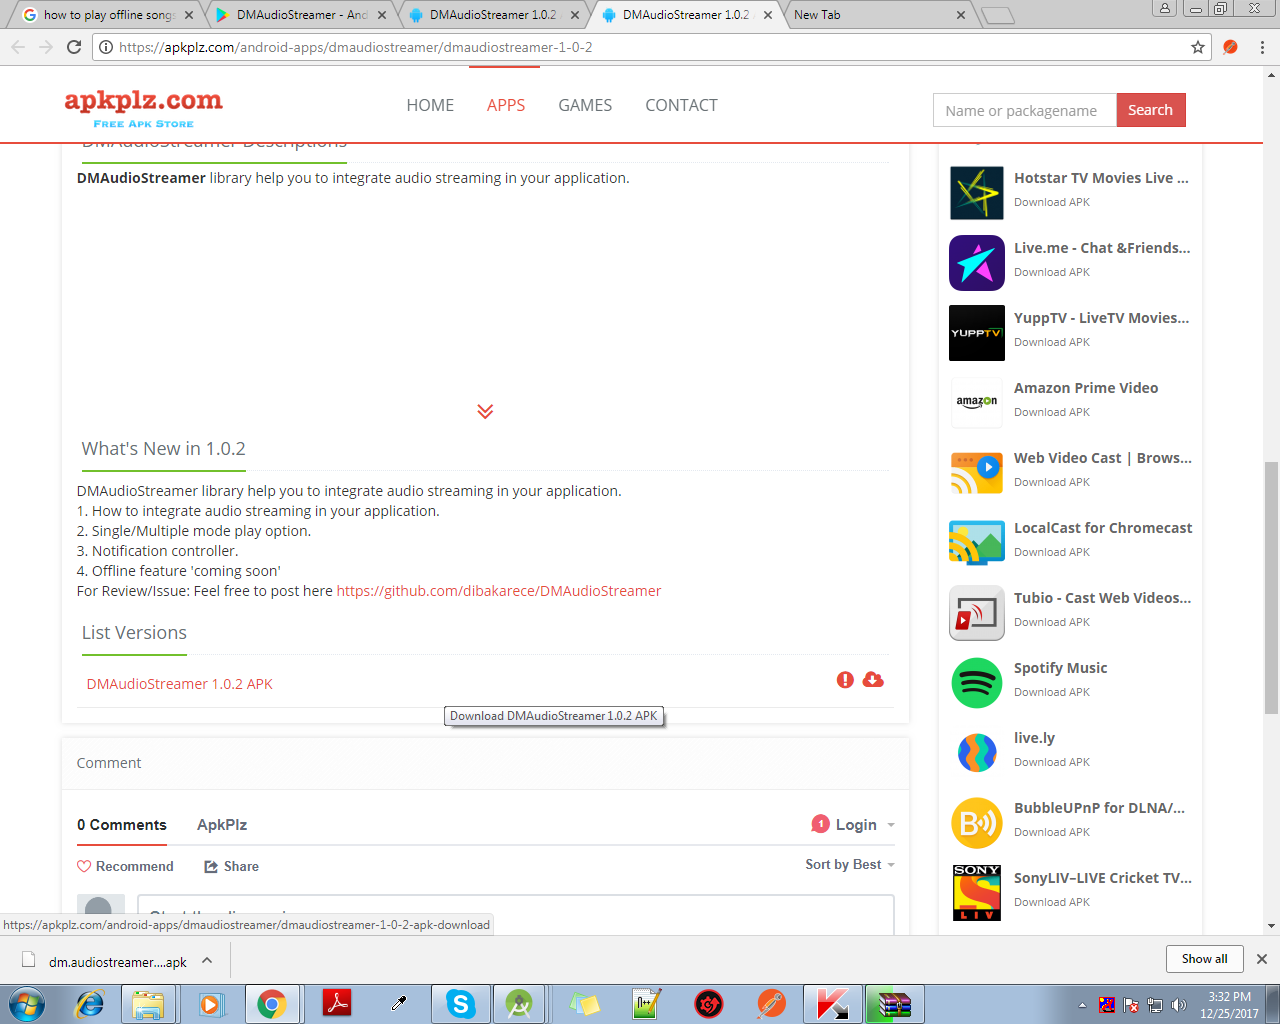 how to play offline songs
DMAudioStreamer - And
DMAudioStreamer 1.0.2
DMAudioStreamer 1.0.2
New Tab
https://apkplz.com/android-apps/dmaudiostreamer/dmaudiostreamer-1-0-2
apkplz.com
Free Apk Store
HOME
APPS
GAMES
CONTACT
Name or packagename
Search
DMAudioStreamer Descriptions
DMAudioStreamer library help you to integrate audio streaming in your application.
What's New in 1.0.2
DMAudioStreamer library help you to integrate audio streaming in your application.
1. How to integrate audio streaming in your application.
2. Single/Multiple mode play option.
3. Notification controller.
4. Offline feature 'coming soon'
For Review/Issue: Feel free to post here https://github.com/dibakarece/DMAudioStreamer
List Versions
DMAudioStreamer 1.0.2 APK
Download DMAudioStreamer 1.0.2 APK
Comment
0 Comments
ApkPlz
1
Login
Recommend
Share
Sort by Best
Hotstar TV Movies Live ...
Download APK
Live.me - Chat &Friends...
Download APK
YUPPTV
YuppTV - LiveTV Movies...
Download APK
amazon
Amazon Prime Video
Download APK
Web Video Cast | Brows...
Download APK
LocalCast for Chromecast
Download APK
Tubio - Cast Web Videos...
Download APK
Spotify Music
Download APK
live.ly
Download APK
B
BubbleUPnP for DLNA/...
Download APK
SONY
LIV
SonyLIV–LIVE Cricket TV...
Download APK
https://apkplz.com/android-apps/dmaudiostreamer/dmaudiostreamer-1-0-2-apk-download
dm.audiostreamer....apk
Show all
3:32 PM
12/25/2017